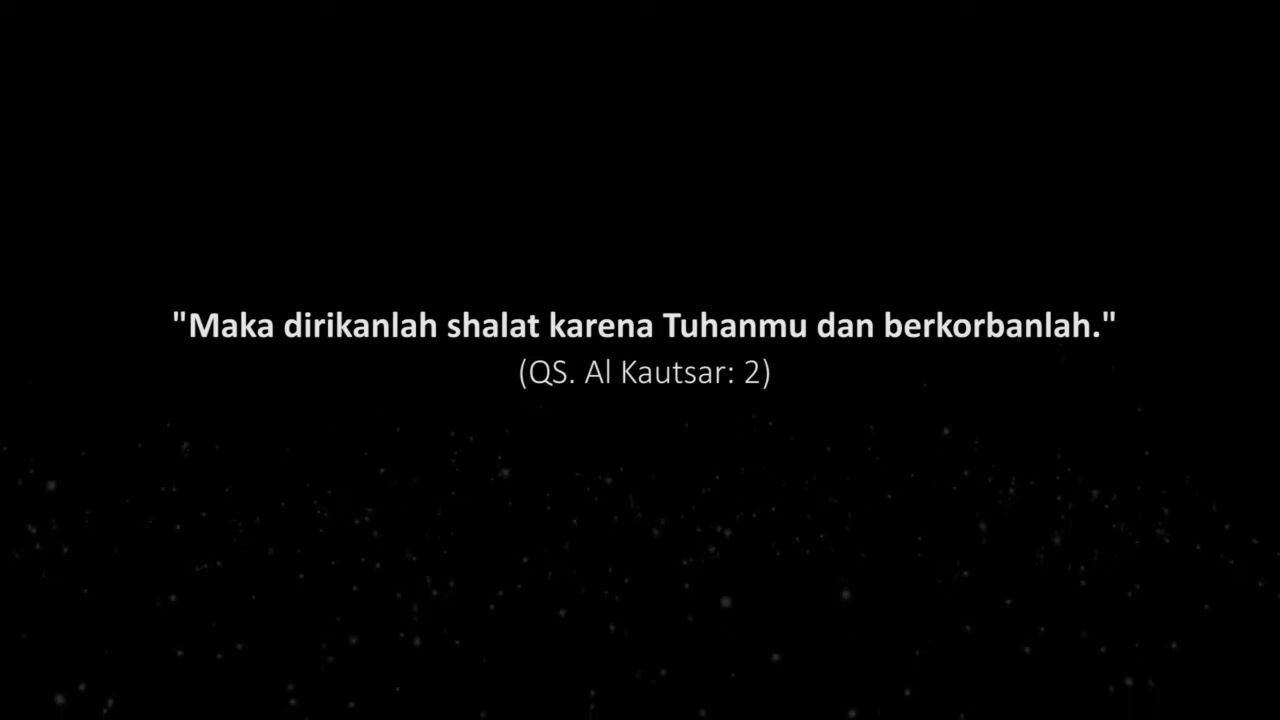 "Maka dirikanlah shalat karena Tuhanmu dan berkorbanlah."
(QS. Al Kautsar: 2)